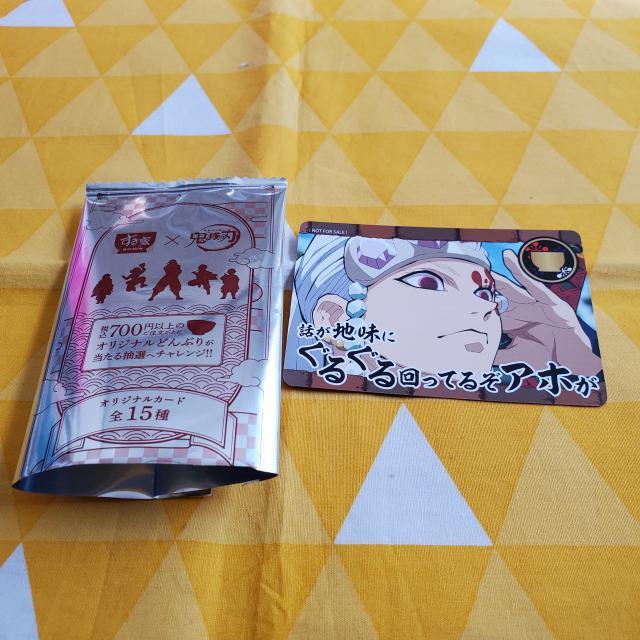 すき家 × 鬼滅の刃
税込700円以上の
ご注文で
オリジナルどんぶりが
当たる抽選へチャレンジ!!
オリジナルカード
全15種
NOT FOR SALE
話が地味に
ぐるぐる回ってるぞアホが